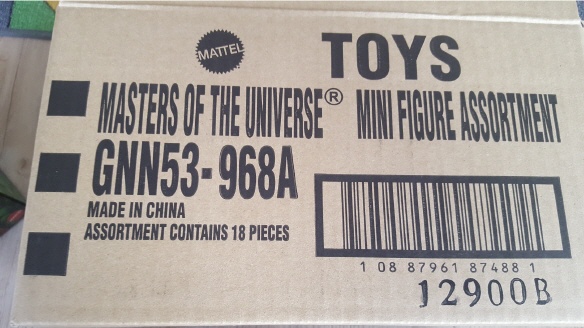 MATTEL
TOYS
MASTERS OF THE UNIVERSE® MINI FIGURE ASSORTMENT
GNN53-968A
MADE IN CHINA
ASSORTMENT CONTAINS 18 PIECES
1 08 87961 87488 1
12900B